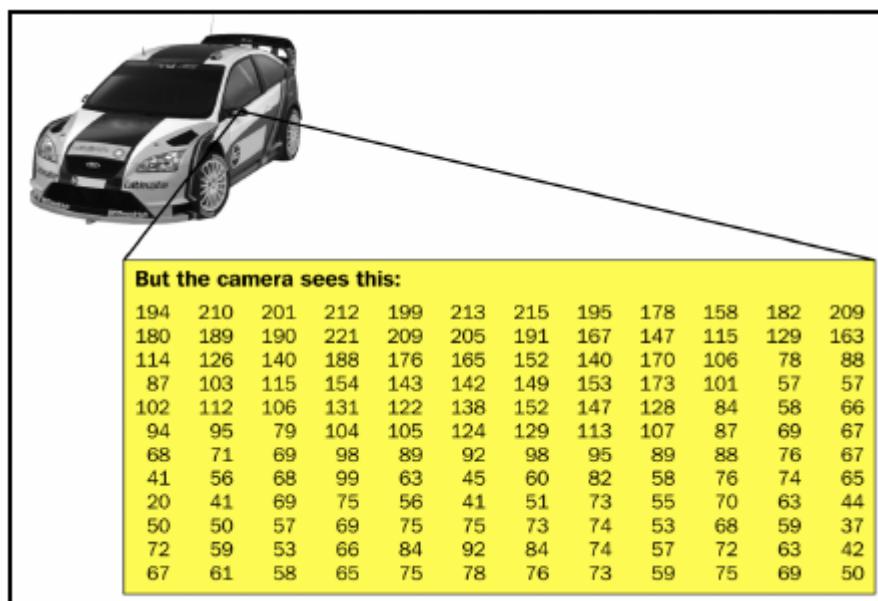 But the camera sees this:
194 210 201 212 199 213 215 195 178 158 182 209
180 189 190 221 209 205 191 167 147 115 129 163
114 126 140 188 176 165 152 140 170 106 78 88
87 103 115 154 143 142 149 153 173 101 57 57
102 112 106 131 122 138 152 147 128 84 58 66
94 95 79 104 105 124 129 113 107 87 69 67
68 71 69 98 89 92 98 95 89 88 76 67
41 56 68 99 63 45 60 82 58 76 74 65
20 41 69 75 56 41 51 73 55 70 63 44
50 50 57 69 75 75 73 74 53 68 59 37
72 59 53 66 84 92 84 74 57 72 63 42
67 61 58 65 75 78 76 73 59 75 69 50